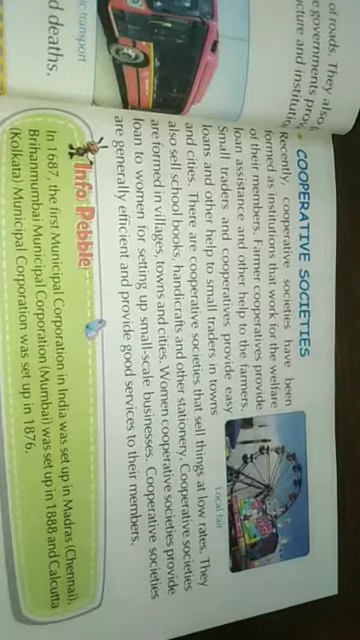 of roads. They also
e governments prov
ucture and instituti
ic transport
d deaths.
COOPERATIVE SOCIETIES
Recently, cooperative societies have been
formed as institutions that work for the welfare
of their members. Farmer cooperatives provide
loan assistance and other help to the farmers.
Small traders and cooperatives provide easy
loans and other help to small traders in towns
and cities. There are cooperative societies that sell things at low rates. They
also sell school books, handicrafts and other stationery. Cooperative societies
are formed in villages, towns and cities. Women cooperative societies provide
loan to women for setting up small-scale businesses. Cooperative societies
are generally efficient and provide good services to their members.
Local fair
Info Pebble
In 1687, the first Municipal Corporation in India was set up in Madras (Chennai).
Brihanmumbai Municipal Corporation (Mumbai) was set up in 1888 and Calcutta
(Kolkata) Municipal Corporation was set up in 1876.